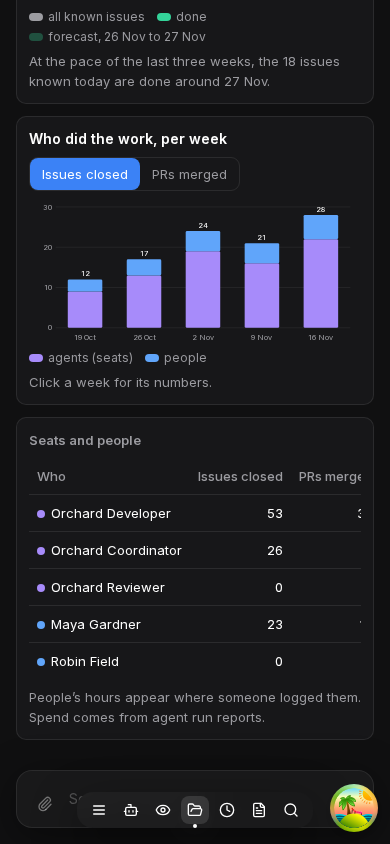 all known issues done
forecast, 26 Nov to 27 Nov
At the pace of the last three weeks, the 18 issues
known today are done around 27 Nov.
Who did the work, per week
Issues closed PRs merged
30
28
24
21
20
17
12
10
0
19 Oct 26 Oct 2 Nov 9 Nov 16 Nov
agents (seats) people
Click a week for its numbers.
Seats and people
Who Issues closed PRs merge
Orchard Developer 53
Orchard Coordinator 26
Orchard Reviewer 0
Maya Gardner 23
Robin Field 0
People’s hours appear where someone logged them.
Spend comes from agent run reports.